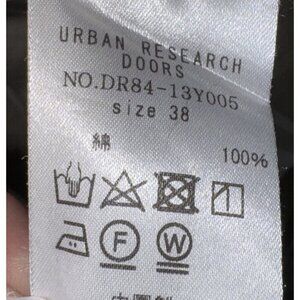 URBAN RESEARCH
DOORS
NO.DR84-13Y005
size 38
綿 100%
F W